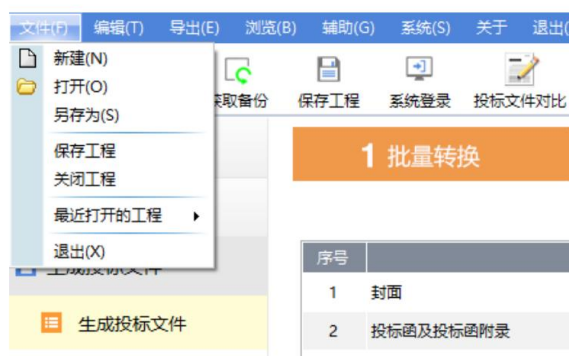 文件(F) 编辑(T) 导出(E) 浏览(B) 辅助(G) 系统(S) 关于 退出(
新建(N)
打开(O)
另存为(S)
保存工程
关闭工程
最近打开的工程
退出(X)
取备份 保存工程 系统登录 投标文件对比
1 批量转换
生成投标文件
生成投标文件
序号
1 封面
2 投标函及投标函附录